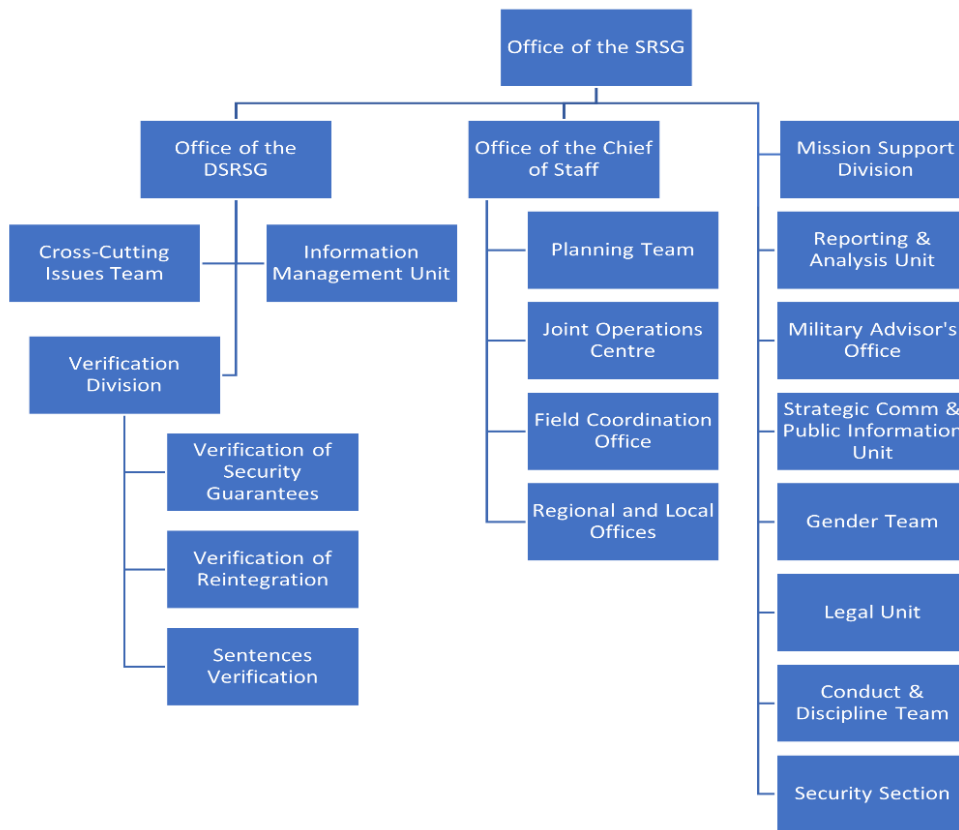 Office of the SRSG
Office of the
DSRSG
Office of the Chief
of Staff
Mission Support
Division
Cross-Cutting
Issues Team
Information
Management Unit
Planning Team
Reporting &
Analysis Unit
Verification
Division
Joint Operations
Centre
Military Advisor's
Office
Verification of
Security
Guarantees
Field Coordination
Office
Strategic Comm &
Public Information
Unit
Verification of
Reintegration
Regional and Local
Offices
Gender Team
Sentences
Verification
Legal Unit
Conduct &
Discipline Team
Security Section